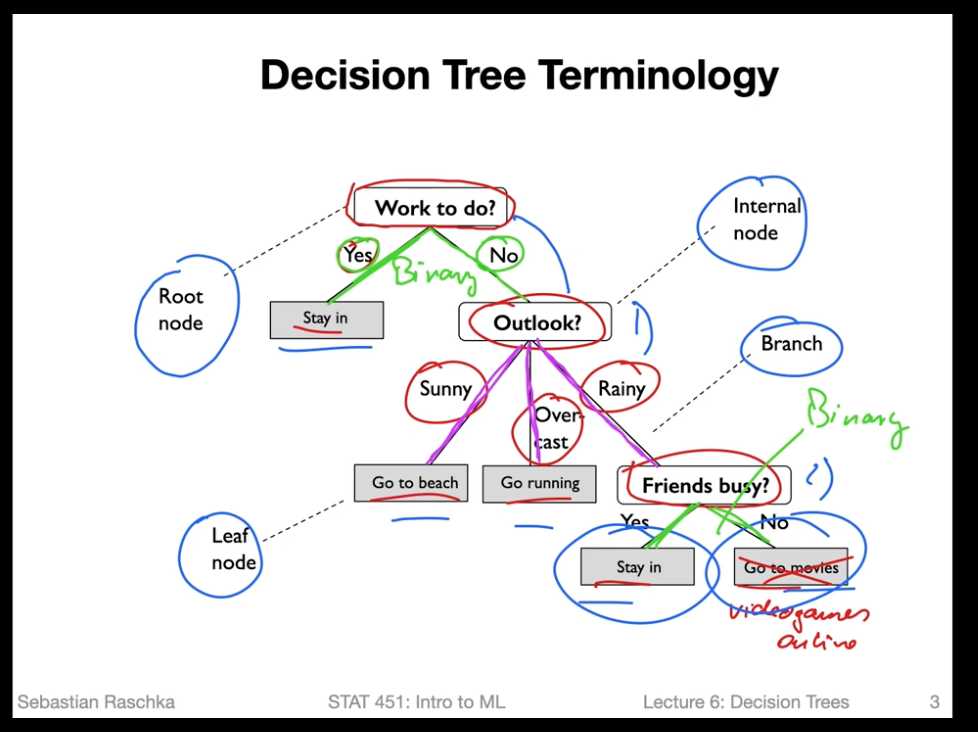 Decision Tree Terminology
Work to do?
Internal
node
Yes
No
Binary
Root
node
Stay in
Outlook?
1)
Branch
Sunny
Over-
cast
Rainy
Binary
Go to beach
Go running
Friends busy?
2)
Leaf
node
Yes
No
Stay in
Go to movies
videogames
online
Sebastian Raschka
STAT 451: Intro to ML
Lecture 6: Decision Trees
3